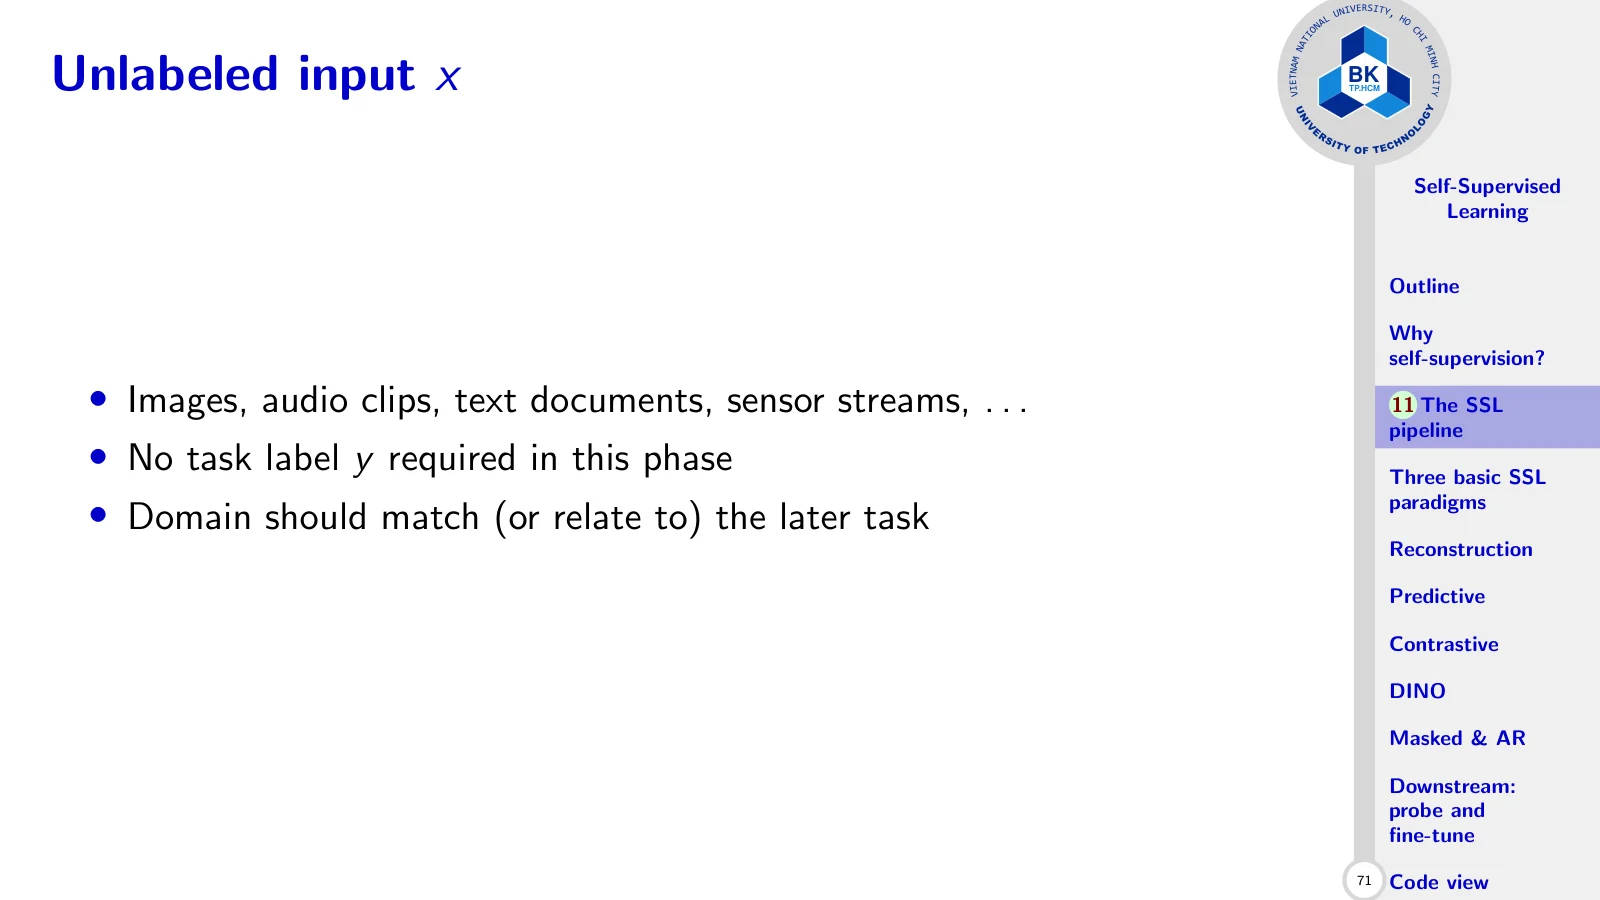 Unlabeled input x
• Images, audio clips, text documents, sensor streams, . . .
• No task label y required in this phase
• Domain should match (or relate to) the later task
VIETNAM NATIONAL UNIVERSITY, HO CHI MINH CITY
BK
TP.HCM
UNIVERSITY OF TECHNOLOGY
Self-Supervised
Learning
Outline
Why
self-supervision?
11 The SSL
pipeline
Three basic SSL
paradigms
Reconstruction
Predictive
Contrastive
DINO
Masked & AR
Downstream:
probe and
fine-tune
Code view
71